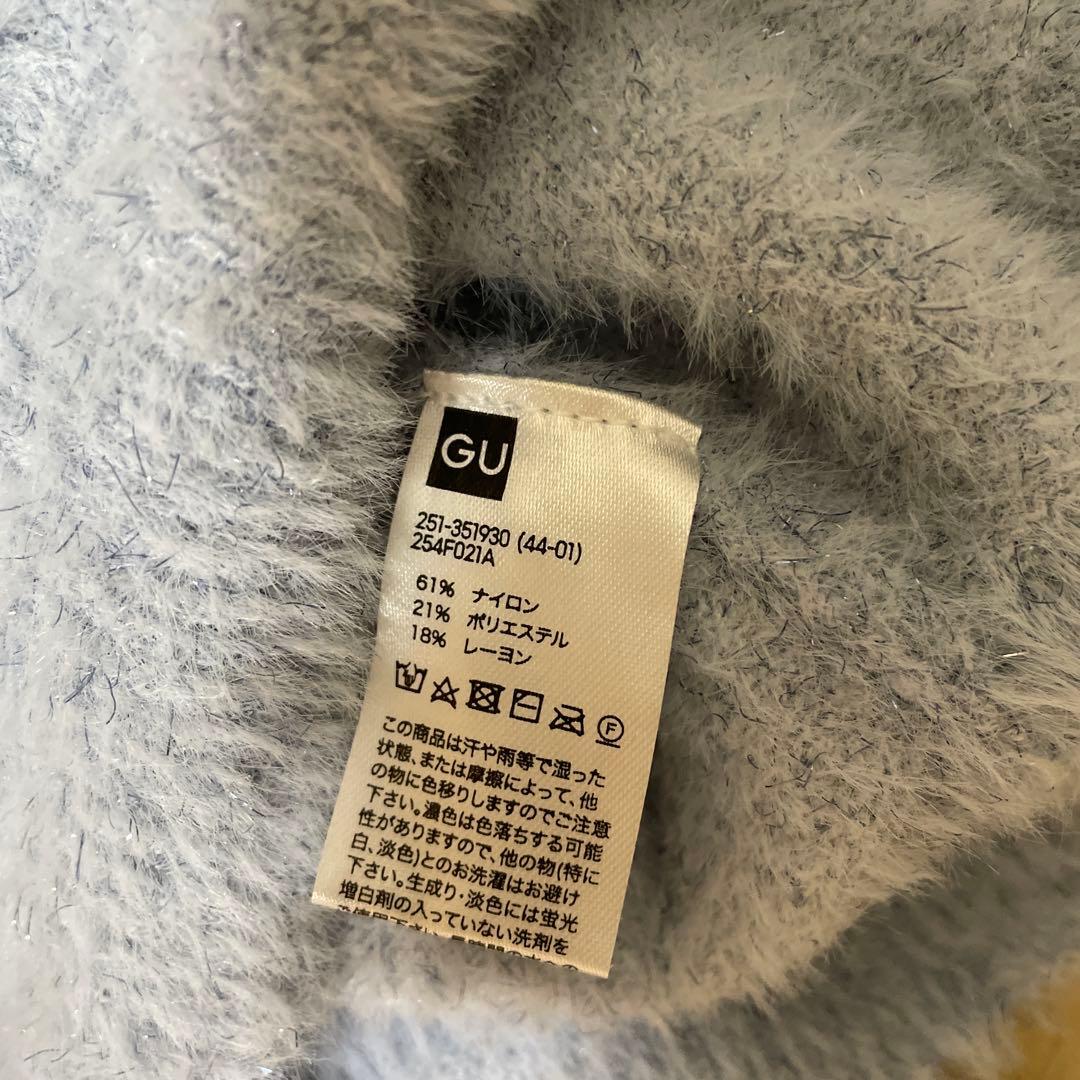 GU
251-351930 (44-01)
254F021A
61% ナイロン
21% ポリエステル
18% レーヨン
F
この商品は汗や雨等で湿った
状態、または摩擦によって、他
の物に色移りしますのでご注意
下さい。濃色は色落ちする可能
性がありますので、他の物(特に
白、淡色)とのお洗濯はお避け
下さい。生成り・淡色には蛍光
増白剤の入っていない洗剤を